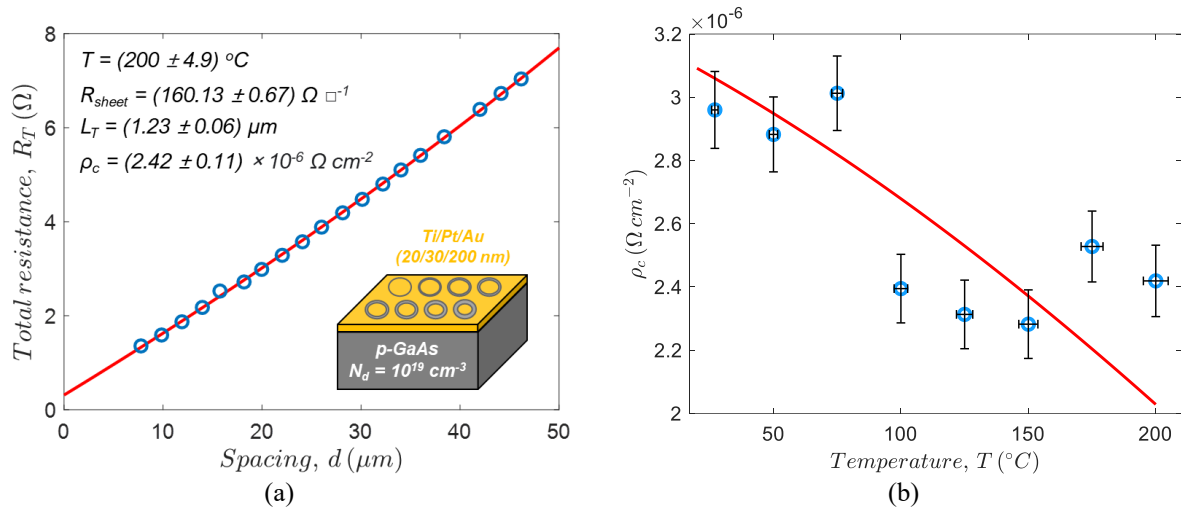 8
6
4
2
0
0
10
20
30
40
50
Total resistance, R_T (Ω)
Spacing, d (μm)
T = (200 ± 4.9) °C
R_sheet = (160.13 ± 0.67) Ω □⁻¹
L_T = (1.23 ± 0.06) μm
ρ_c = (2.42 ± 0.11) × 10⁻⁶ Ω cm⁻²
Ti/Pt/Au
(20/30/200 nm)
p-GaAs
N_d = 10¹⁹ cm⁻³
(a)
×10⁻⁶
3.2
3
2.8
2.6
2.4
2.2
2
50
100
150
200
ρ_c (Ω cm⁻²)
Temperature, T (°C)
(b)